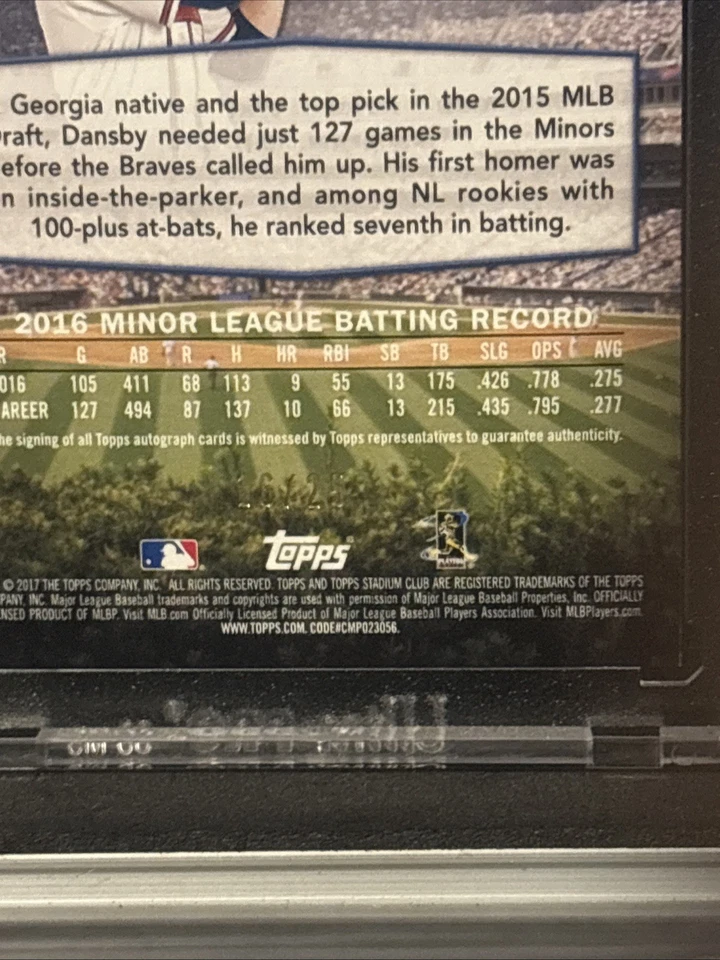 Georgia native and the top pick in the 2015 MLB
raft, Dansby needed just 127 games in the Minors
efore the Braves called him up. His first homer was
n inside-the-parker, and among NL rookies with
100-plus at-bats, he ranked seventh in batting.
2016 MINOR LEAGUE BATTING RECORD
R G AB R H HR RBI SB TB SLG OPS AVG
016 105 411 68 113 9 55 13 175 .426 .778 .275
AREER 127 494 87 137 10 66 13 215 .435 .795 .277
he signing of all Topps autograph cards is witnessed by Topps representatives to guarantee authenticity.
Topps
© 2017 THE TOPPS COMPANY, INC. ALL RIGHTS RESERVED. TOPPS AND TOPPS STADIUM CLUB ARE REGISTERED TRADEMARKS OF THE TOPPS
PANY, INC. Major League Baseball trademarks and copyrights are used with permission of Major League Baseball Properties, Inc. OFFICIALLY
NSED PRODUCT OF MLBP. Visit MLB.com Officially Licensed Product of Major League Baseball Players Association. Visit MLBPlayers.com.
WWW.TOPPS.COM. CODE#CMP023056.